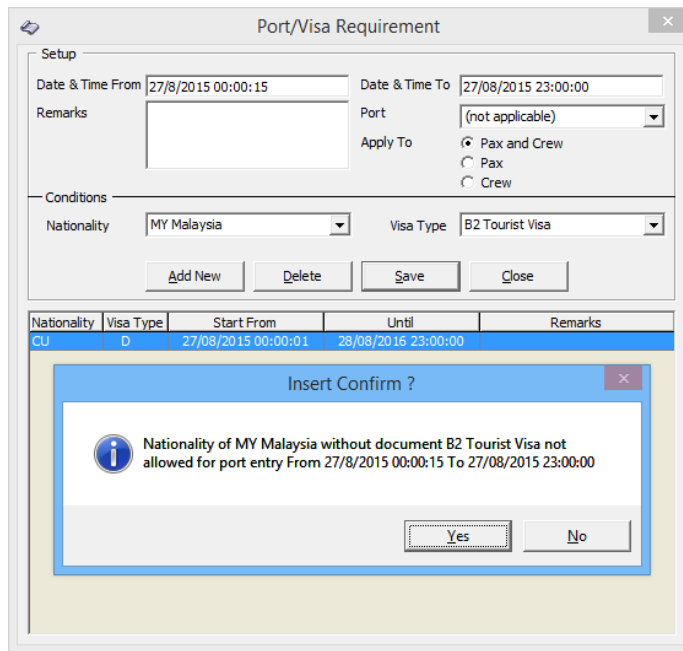 Port/Visa Requirement
Setup
Date & Time From 27/8/2015 00:00:15 Date & Time To 27/08/2015 23:00:00
Remarks Port (not applicable)
Apply To Pax and Crew
Pax
Crew
Conditions
Nationality MY Malaysia Visa Type B2 Tourist Visa
Add New Delete Save Close
Nationality Visa Type Start From Until Remarks
CU D 27/08/2015 00:00:01 28/08/2016 23:00:00
Insert Confirm ?
Nationality of MY Malaysia without document B2 Tourist Visa not
allowed for port entry From 27/8/2015 00:00:15 To 27/08/2015 23:00:00
Yes No